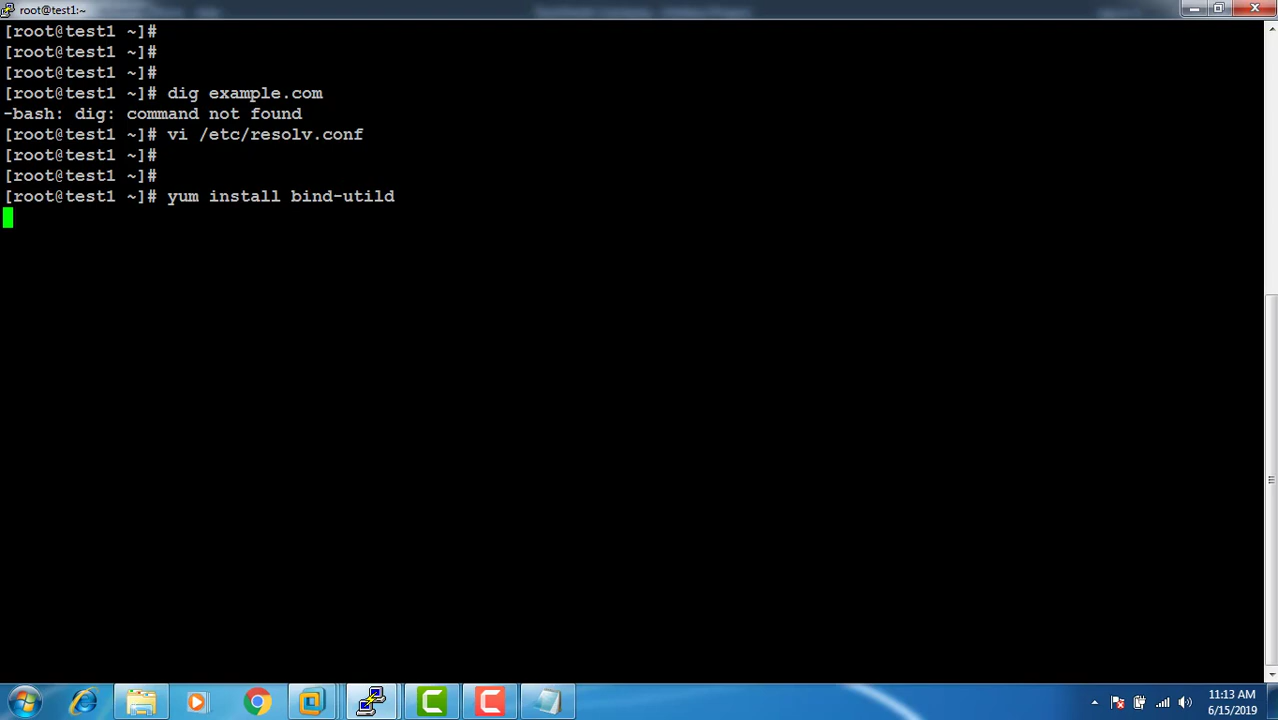 root@test1:~
[root@test1 ~]#
[root@test1 ~]#
[root@test1 ~]#
[root@test1 ~]# dig example.com
-bash: dig: command not found
[root@test1 ~]# vi /etc/resolv.conf
[root@test1 ~]#
[root@test1 ~]#
[root@test1 ~]# yum install bind-utild
11:13 AM
6/15/2019